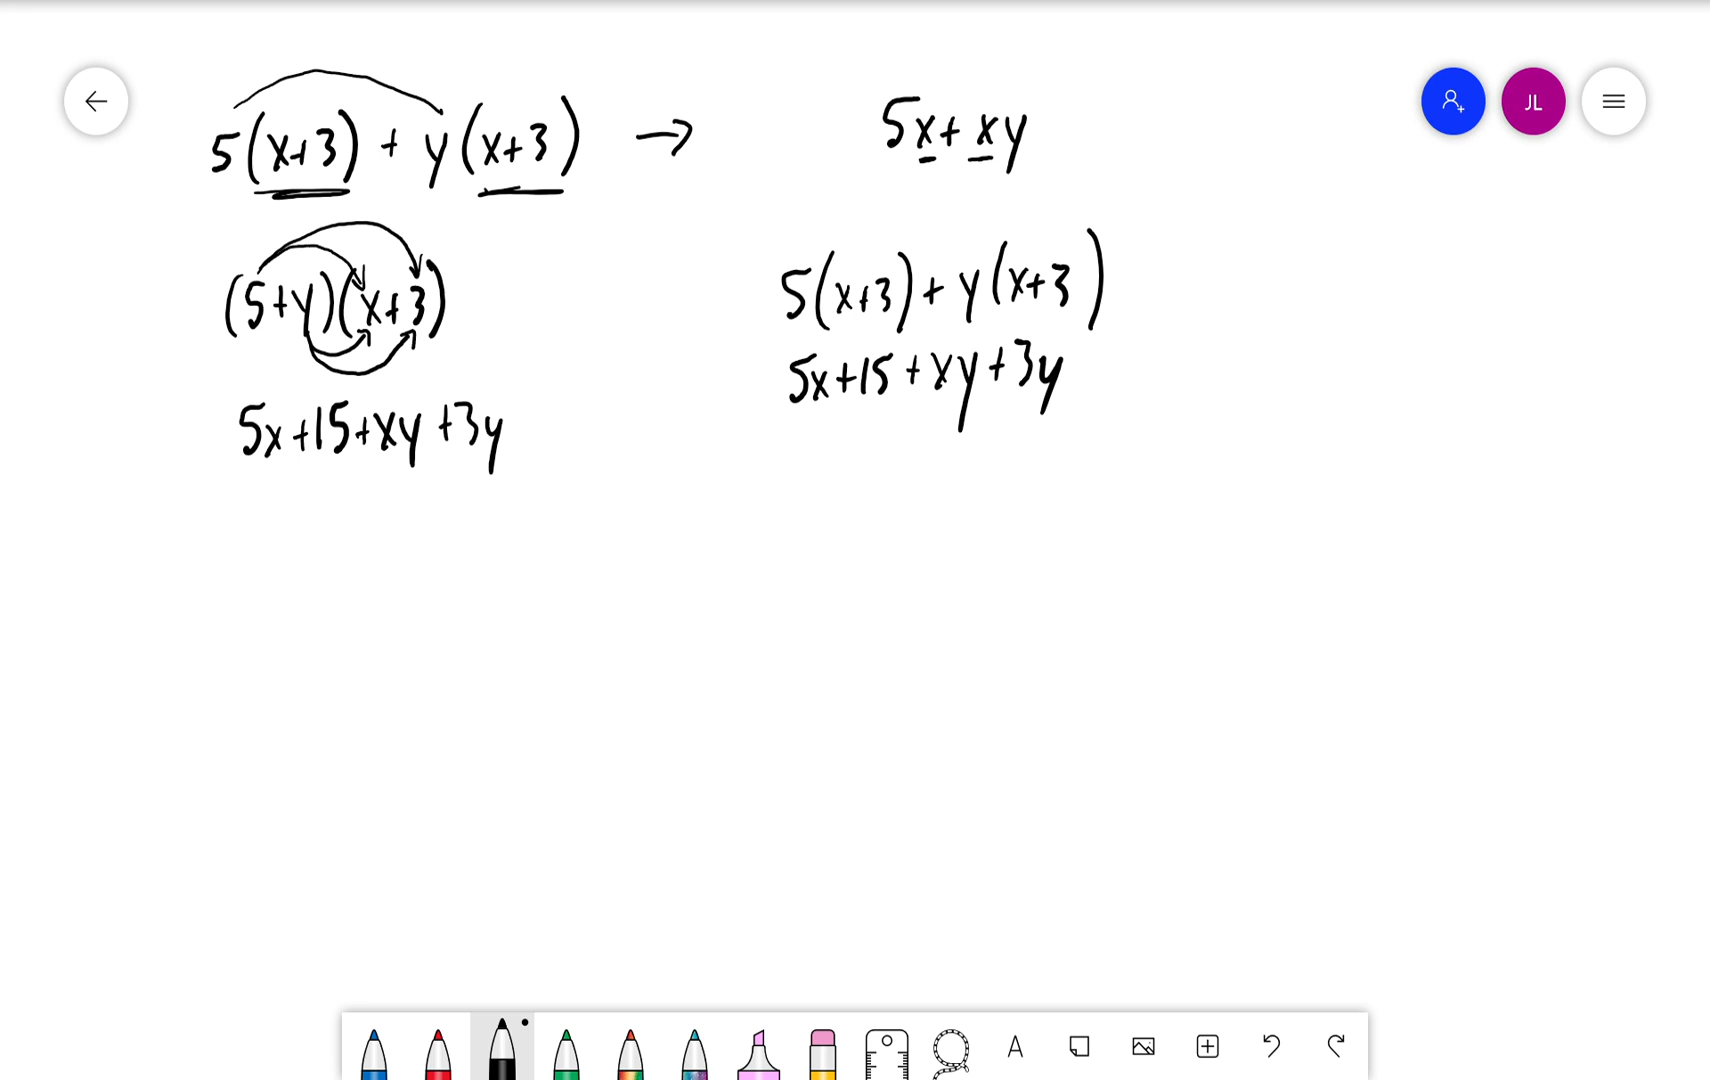 5(x+3) + y(x+3) →
(5+y)(x+3)
5x+15+xy+3y
5x+xy
5(x+3)+y(x+3)
5x+15+xy+3y
JL
A